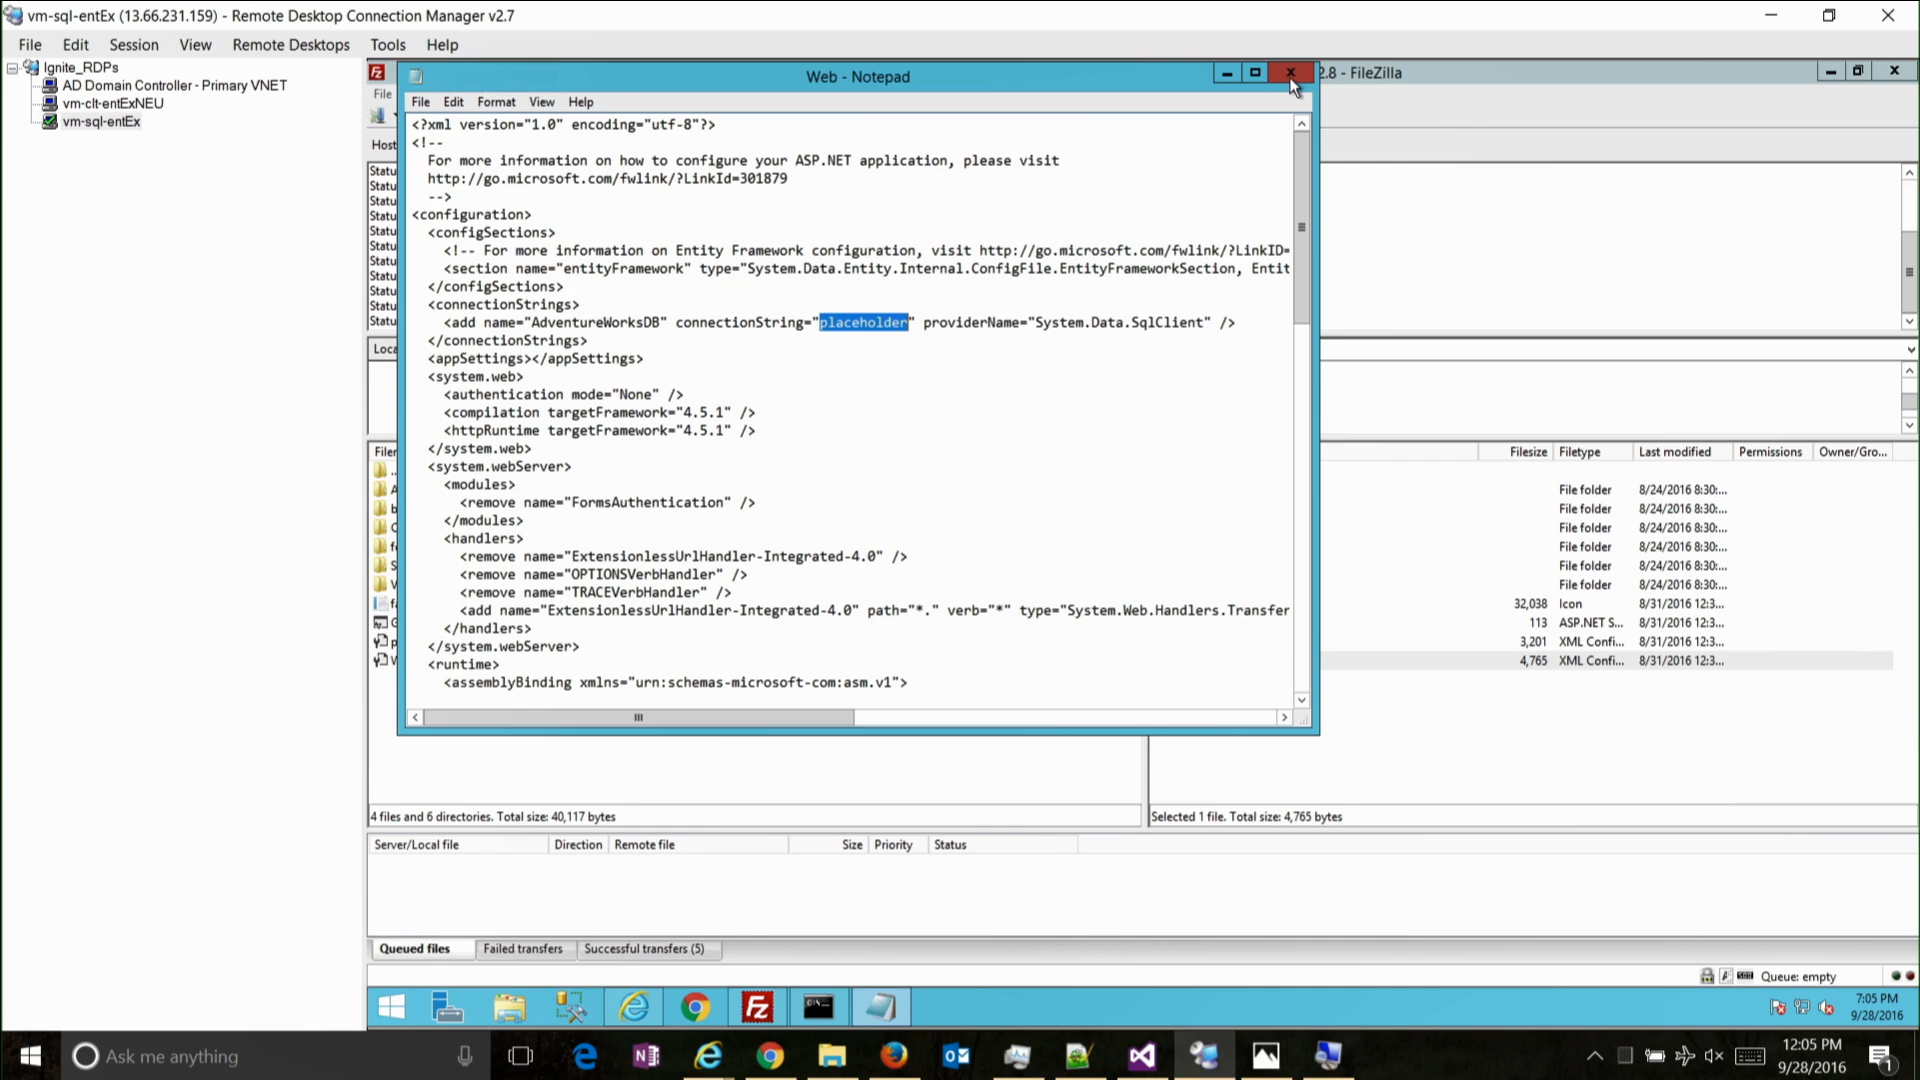 vm-sql-entEx (13.66.231.159) - Remote Desktop Connection Manager v2.7
File Edit Session View Remote Desktops Tools Help
Ignite_RDPs
AD Domain Controller - Primary VNET
vm-clt-entExNEU
vm-sql-entEx
2.8 - FileZilla
File
Host
Statu
Statu
Statu
Statu
Statu
Statu
Statu
Statu
Statu
Statu
Statu
Loca
Web - Notepad
File Edit Format View Help
<?xml version="1.0" encoding="utf-8"?>
<!--
For more information on how to configure your ASP.NET application, please visit
http://go.microsoft.com/fwlink/?LinkId=301879
-->
<configuration>
<configSections>
<!-- For more information on Entity Framework configuration, visit http://go.microsoft.com/fwlink/?LinkID=
<section name="entityFramework" type="System.Data.Entity.Internal.ConfigFile.EntityFrameworkSection, Entit
</configSections>
<connectionStrings>
<add name="AdventureWorksDB" connectionString="placeholder" providerName="System.Data.SqlClient" />
</connectionStrings>
<appSettings></appSettings>
<system.web>
<authentication mode="None" />
<compilation targetFramework="4.5.1" />
<httpRuntime targetFramework="4.5.1" />
</system.web>
<system.webServer>
<modules>
<remove name="FormsAuthentication" />
</modules>
<handlers>
<remove name="ExtensionlessUrlHandler-Integrated-4.0" />
<remove name="OPTIONSVerbHandler" />
<remove name="TRACEVerbHandler" />
<add name="ExtensionlessUrlHandler-Integrated-4.0" path="*." verb="*" type="System.Web.Handlers.Transfer
</handlers>
</system.webServer>
<runtime>
<assemblyBinding xmlns="urn:schemas-microsoft-com:asm.v1">
Filesize Filetype Last modified Permissions Owner/Gro...
File folder 8/24/2016 8:30:...
File folder 8/24/2016 8:30:...
File folder 8/24/2016 8:30:...
File folder 8/24/2016 8:30:...
File folder 8/24/2016 8:30:...
File folder 8/24/2016 8:30:...
32,038 Icon 8/31/2016 12:3...
113 ASP.NET S... 8/31/2016 12:3...
3,201 XML Confi... 8/31/2016 12:3...
4,765 XML Confi... 8/31/2016 12:3...
4 files and 6 directories. Total size: 40,117 bytes
Selected 1 file. Total size: 4,765 bytes
Server/Local file Direction Remote file Size Priority Status
Queued files Failed transfers Successful transfers (5)
Queue: empty
7:05 PM
9/28/2016
Ask me anything
12:05 PM
9/28/2016
1